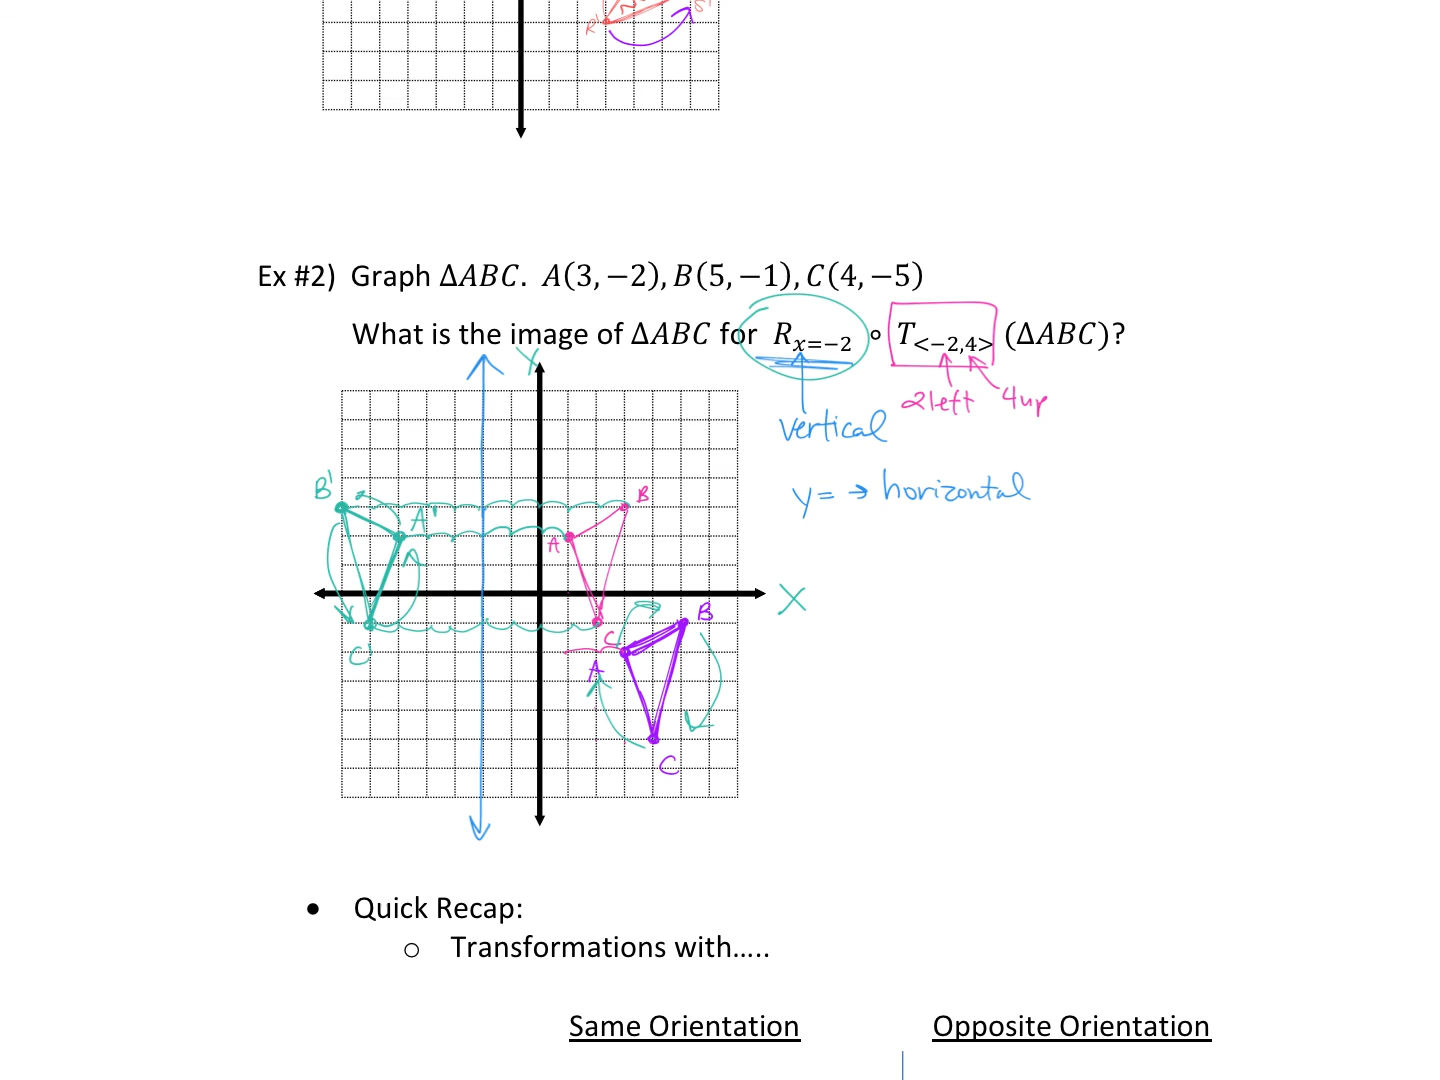 R' S'
Ex #2) Graph ΔABC. A(3, −2), B(5, −1), C(4, −5)
What is the image of ΔABC for R_{x=−2} ∘ T_{<−2,4>} (ΔABC)?
Y
2left 4up
vertical
B' B
y= → horizontal
A'
A
X
B
C
C' A
C
• Quick Recap:
o Transformations with.....
Same Orientation Opposite Orientation